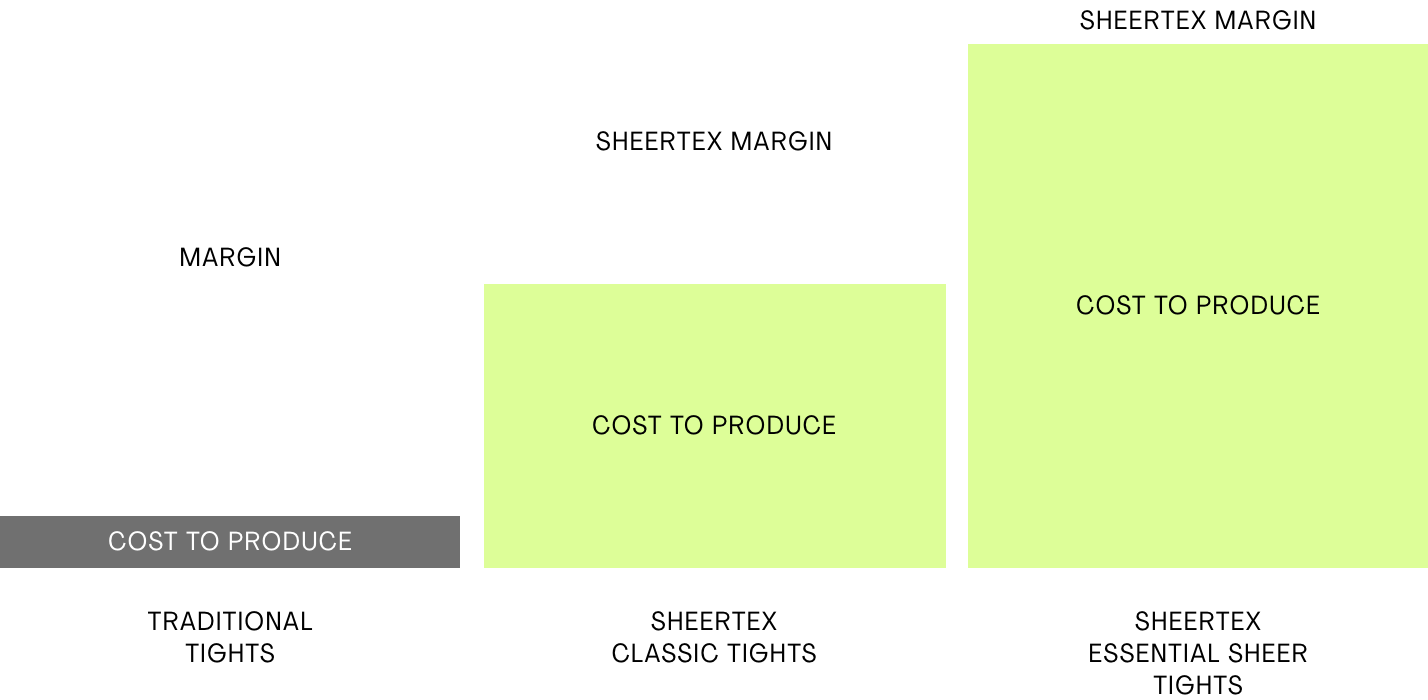 MARGIN
COST TO PRODUCE
TRADITIONAL
TIGHTS
SHEERTEX MARGIN
COST TO PRODUCE
SHEERTEX
CLASSIC TIGHTS
SHEERTEX MARGIN
COST TO PRODUCE
SHEERTEX
ESSENTIAL SHEER
TIGHTS